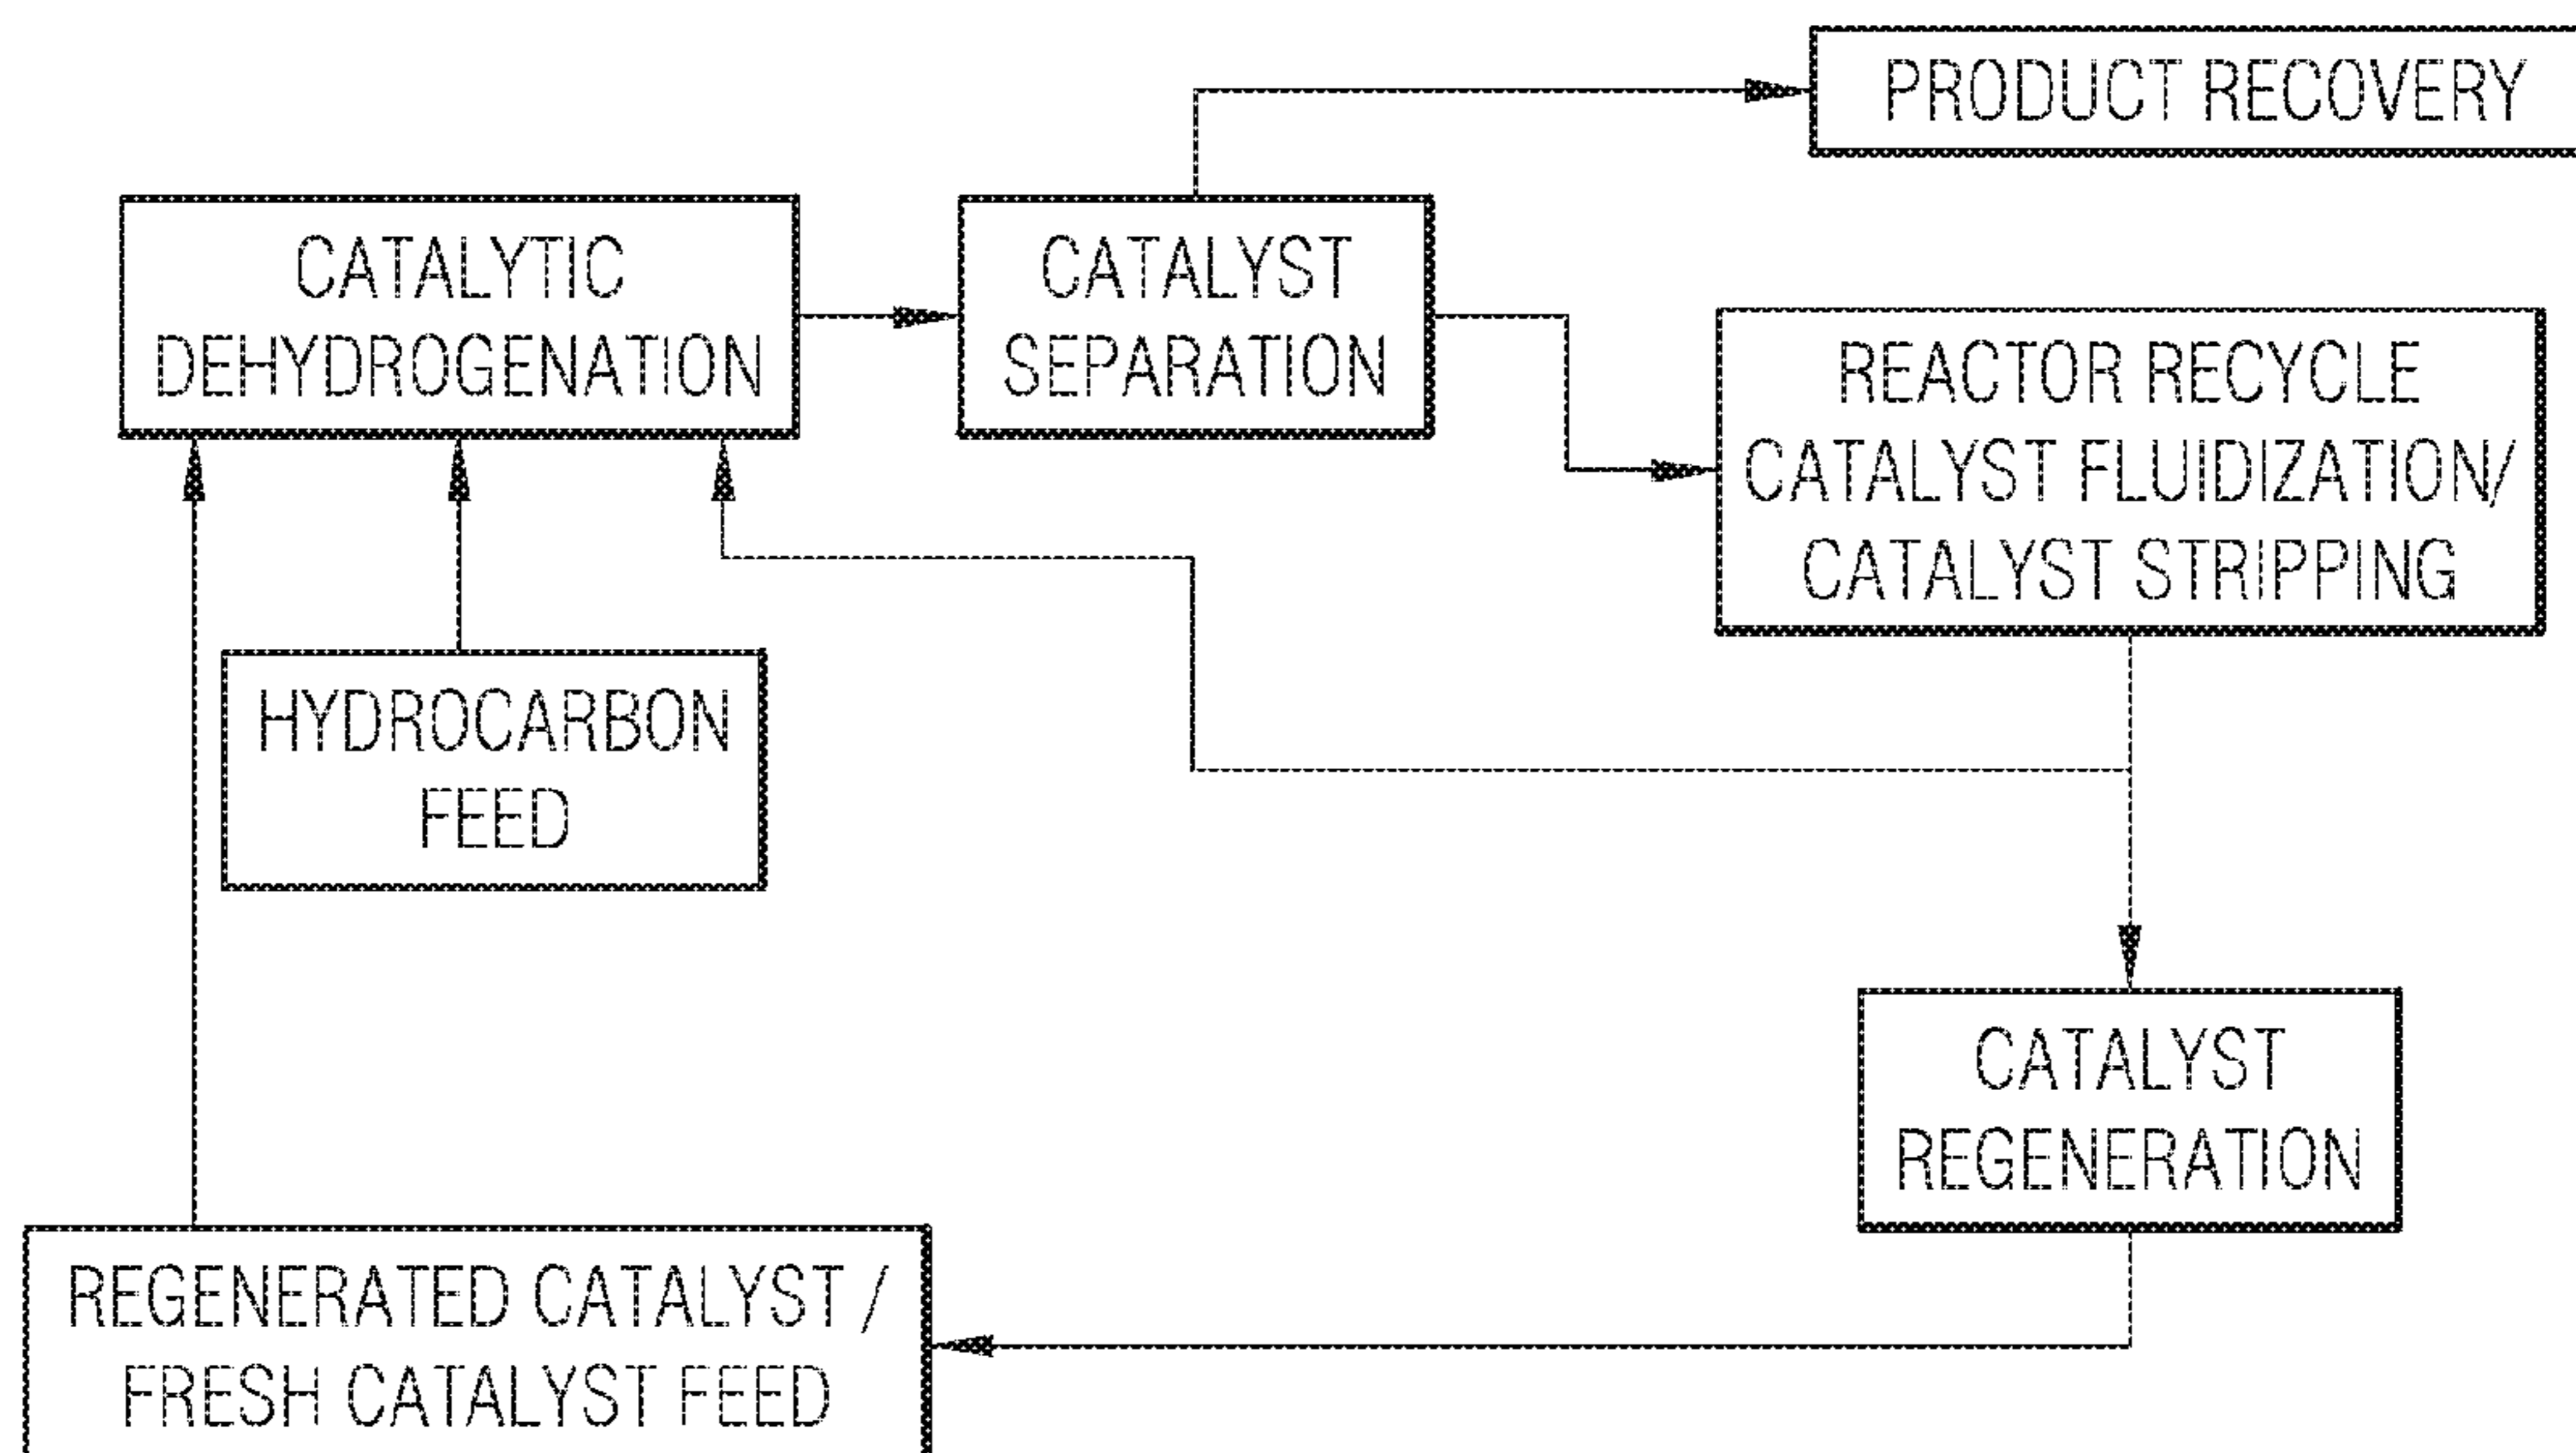 PRODUCT RECOVERY
CATALYTIC
DEHYDROGENATION
CATALYST
SEPARATION
REACTOR RECYCLE
CATALYST FLUIDIZATION/
CATALYST STRIPPING
HYDROCARBON
FEED
CATALYST
REGENERATION
REGENERATED CATALYST /
FRESH CATALYST FEED